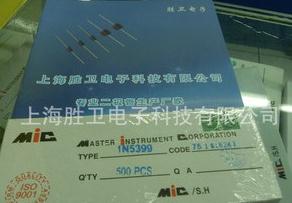 胜卫电子
上海胜卫电子科技有限公司
专业二极管生产厂家
上海胜卫电子科技有限公司
MIC MASTER INSTRUMENT CORPORATION
TYPE 1N5399 CODE
Q'TY 500 PCS Q A
MIC /S.H
ISO
9001